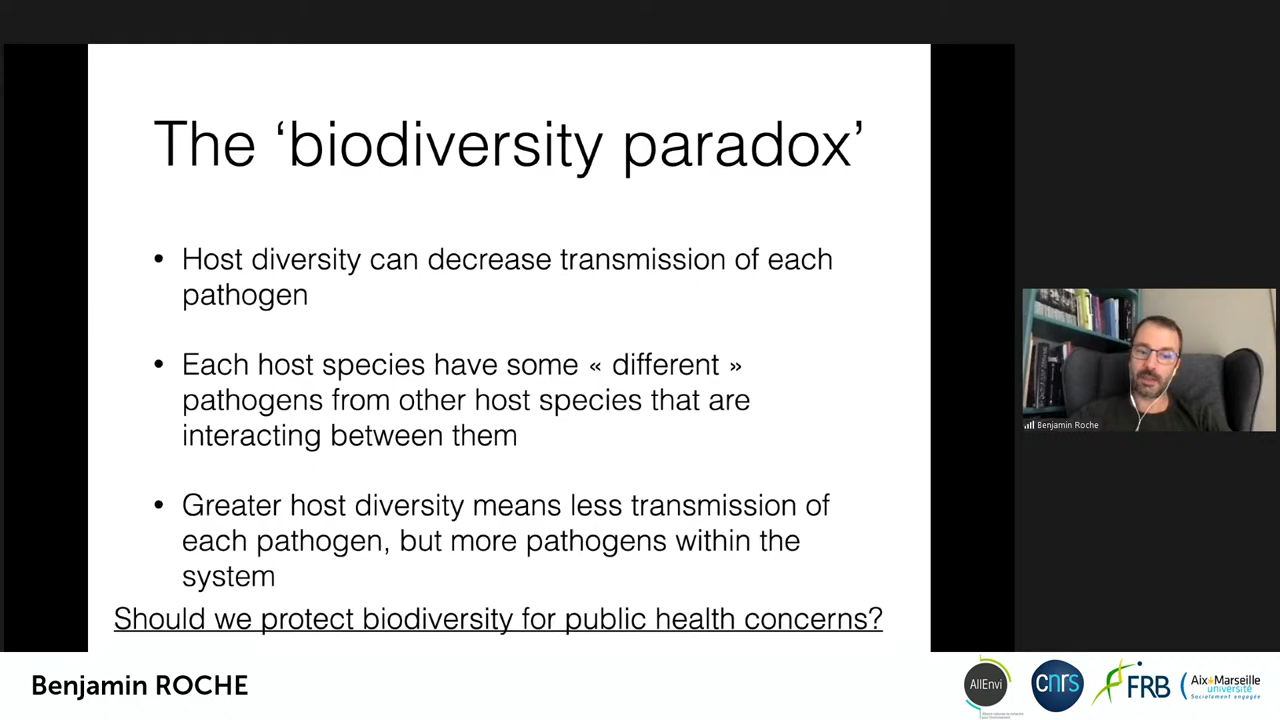 The ‘biodiversity paradox’
• Host diversity can decrease transmission of each
pathogen
• Each host species have some « different »
pathogens from other host species that are
interacting between them
• Greater host diversity means less transmission of
each pathogen, but more pathogens within the
system
Should we protect biodiversity for public health concerns?
Benjamin Roche
Benjamin ROCHE
AllEnvi
cnrs
FRB
Aix*Marseille
université
Socialement engagée